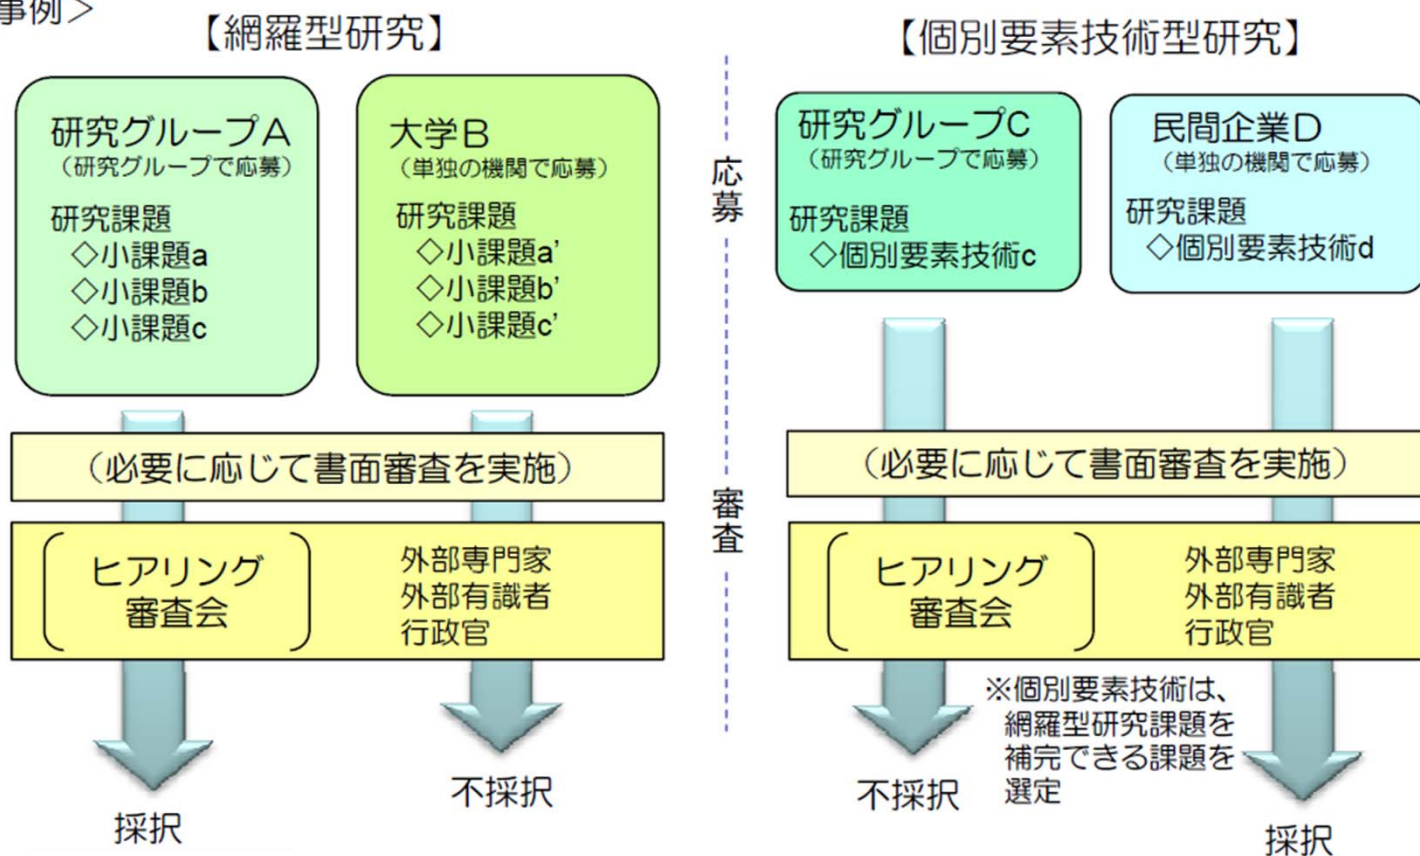 事例＞
【網羅型研究】
研究グループA
（研究グループで応募）
研究課題
◇小課題a
◇小課題b
◇小課題c
大学B
（単独の機関で応募）
研究課題
◇小課題a’
◇小課題b’
◇小課題c’
（必要に応じて書面審査を実施）
ヒアリング
審査会
外部専門家
外部有識者
行政官
採択
不採択
応募
審査
【個別要素技術型研究】
研究グループC
（研究グループで応募）
研究課題
◇個別要素技術c
民間企業D
（単独の機関で応募）
研究課題
◇個別要素技術d
（必要に応じて書面審査を実施）
ヒアリング
審査会
外部専門家
外部有識者
行政官
不採択
※個別要素技術は、
網羅型研究課題を
補完できる課題を
選定
採択